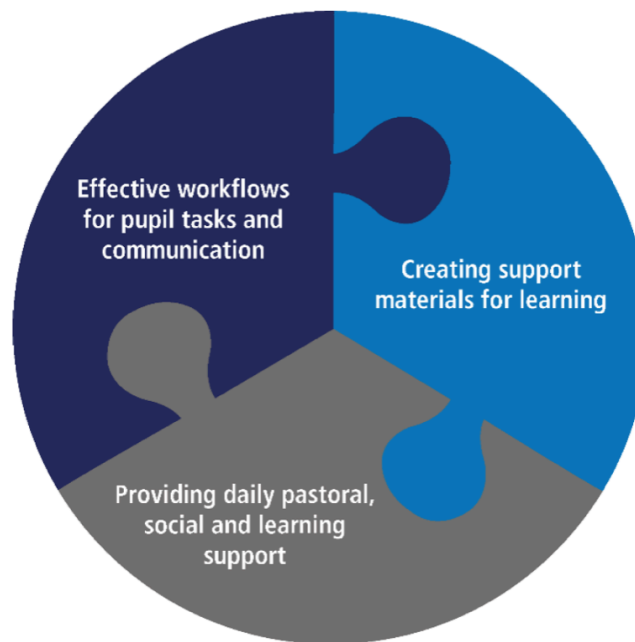 Effective workflows
for pupil tasks and
communication
Creating support
materials for learning
Providing daily pastoral,
social and learning
support